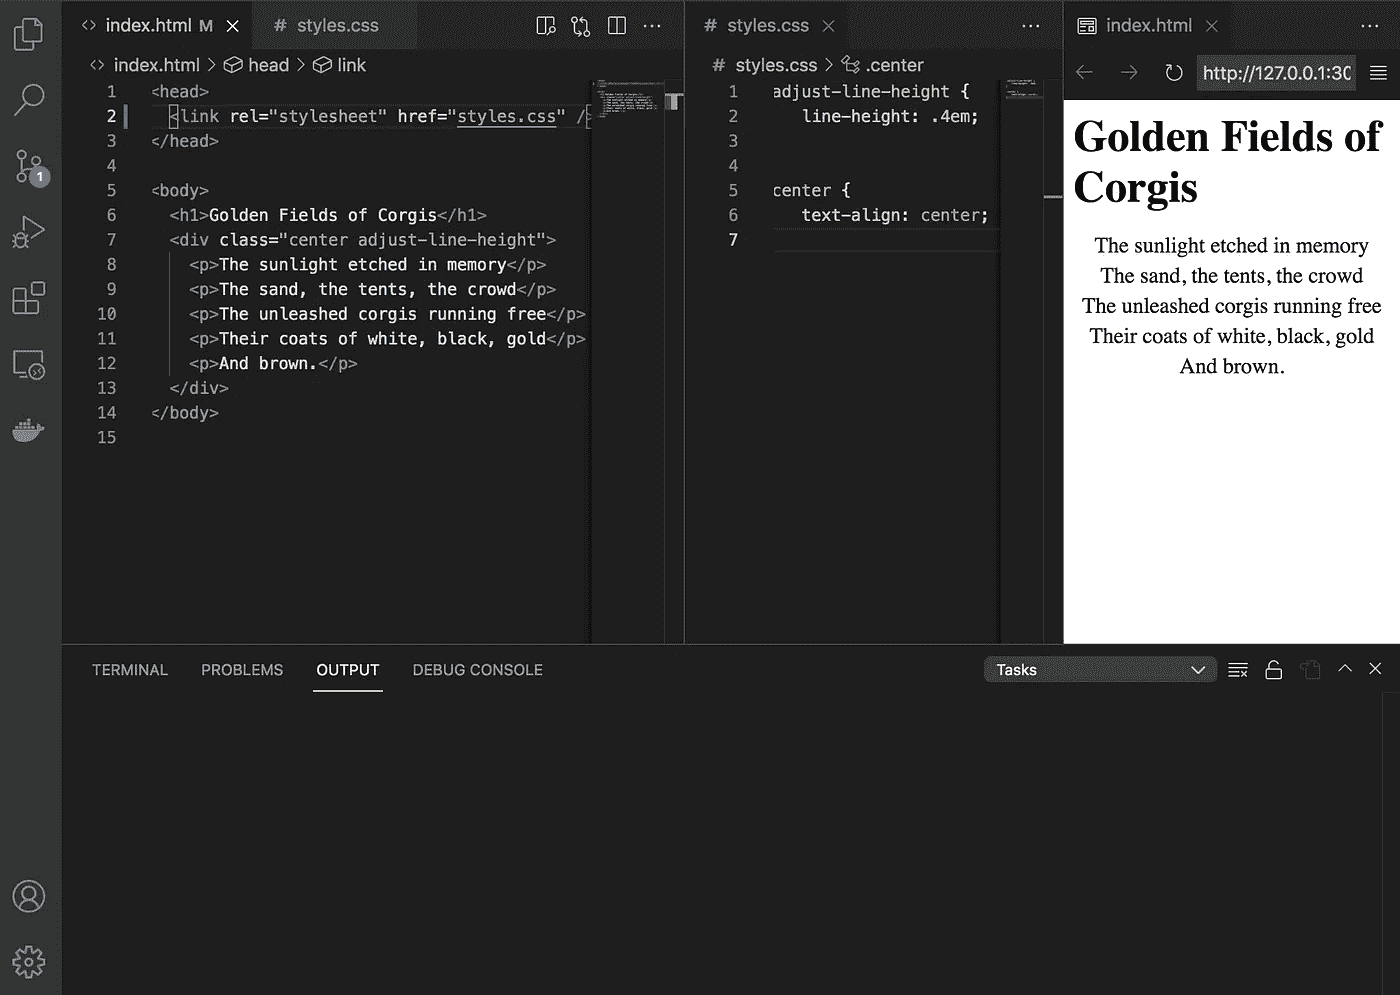 <> index.html M × # styles.css ...
<> index.html > head > link
1 <head>
2 <link rel="stylesheet" href="styles.css" />
3 </head>
4
5 <body>
6 <h1>Golden Fields of Corgis</h1>
7 <div class="center adjust-line-height">
8 <p>The sunlight etched in memory</p>
9 <p>The sand, the tents, the crowd</p>
10 <p>The unleashed corgis running free</p>
11 <p>Their coats of white, black, gold</p>
12 <p>And brown.</p>
13 </div>
14 </body>
15
1
# styles.css × ...
# styles.css > .center
1 adjust-line-height {
2 line-height: .4em;
3
4
5 center {
6 text-align: center;
7
index.html × ...
http://127.0.0.1:30
Golden Fields of
Corgis
The sunlight etched in memory
The sand, the tents, the crowd
The unleashed corgis running free
Their coats of white, black, gold
And brown.
TERMINAL PROBLEMS OUTPUT DEBUG CONSOLE Tasks